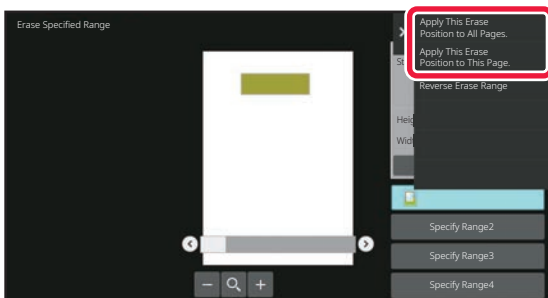 Erase Specified Range
Apply This Erase
Position to All Pages.
Apply This Erase
Position to This Page.
Reverse Erase Range
Specify Range2
Specify Range3
Specify Range4